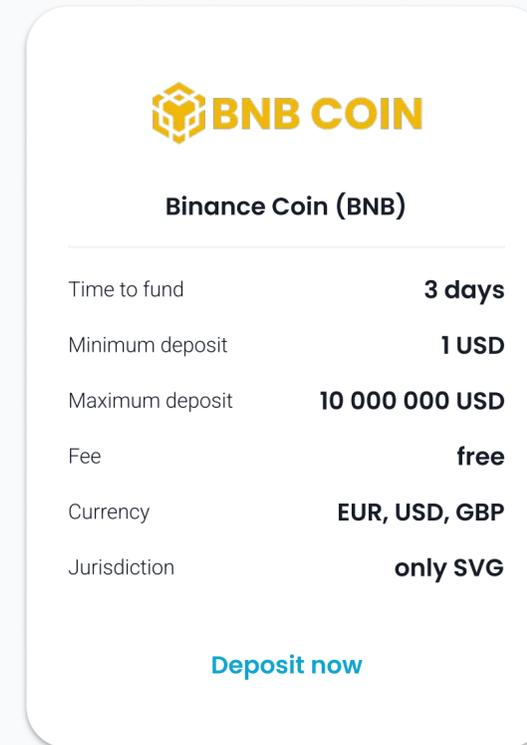 BNB COIN
Binance Coin (BNB)
Time to fund 3 days
Minimum deposit 1 USD
Maximum deposit 10 000 000 USD
Fee free
Currency EUR, USD, GBP
Jurisdiction only SVG
Deposit now